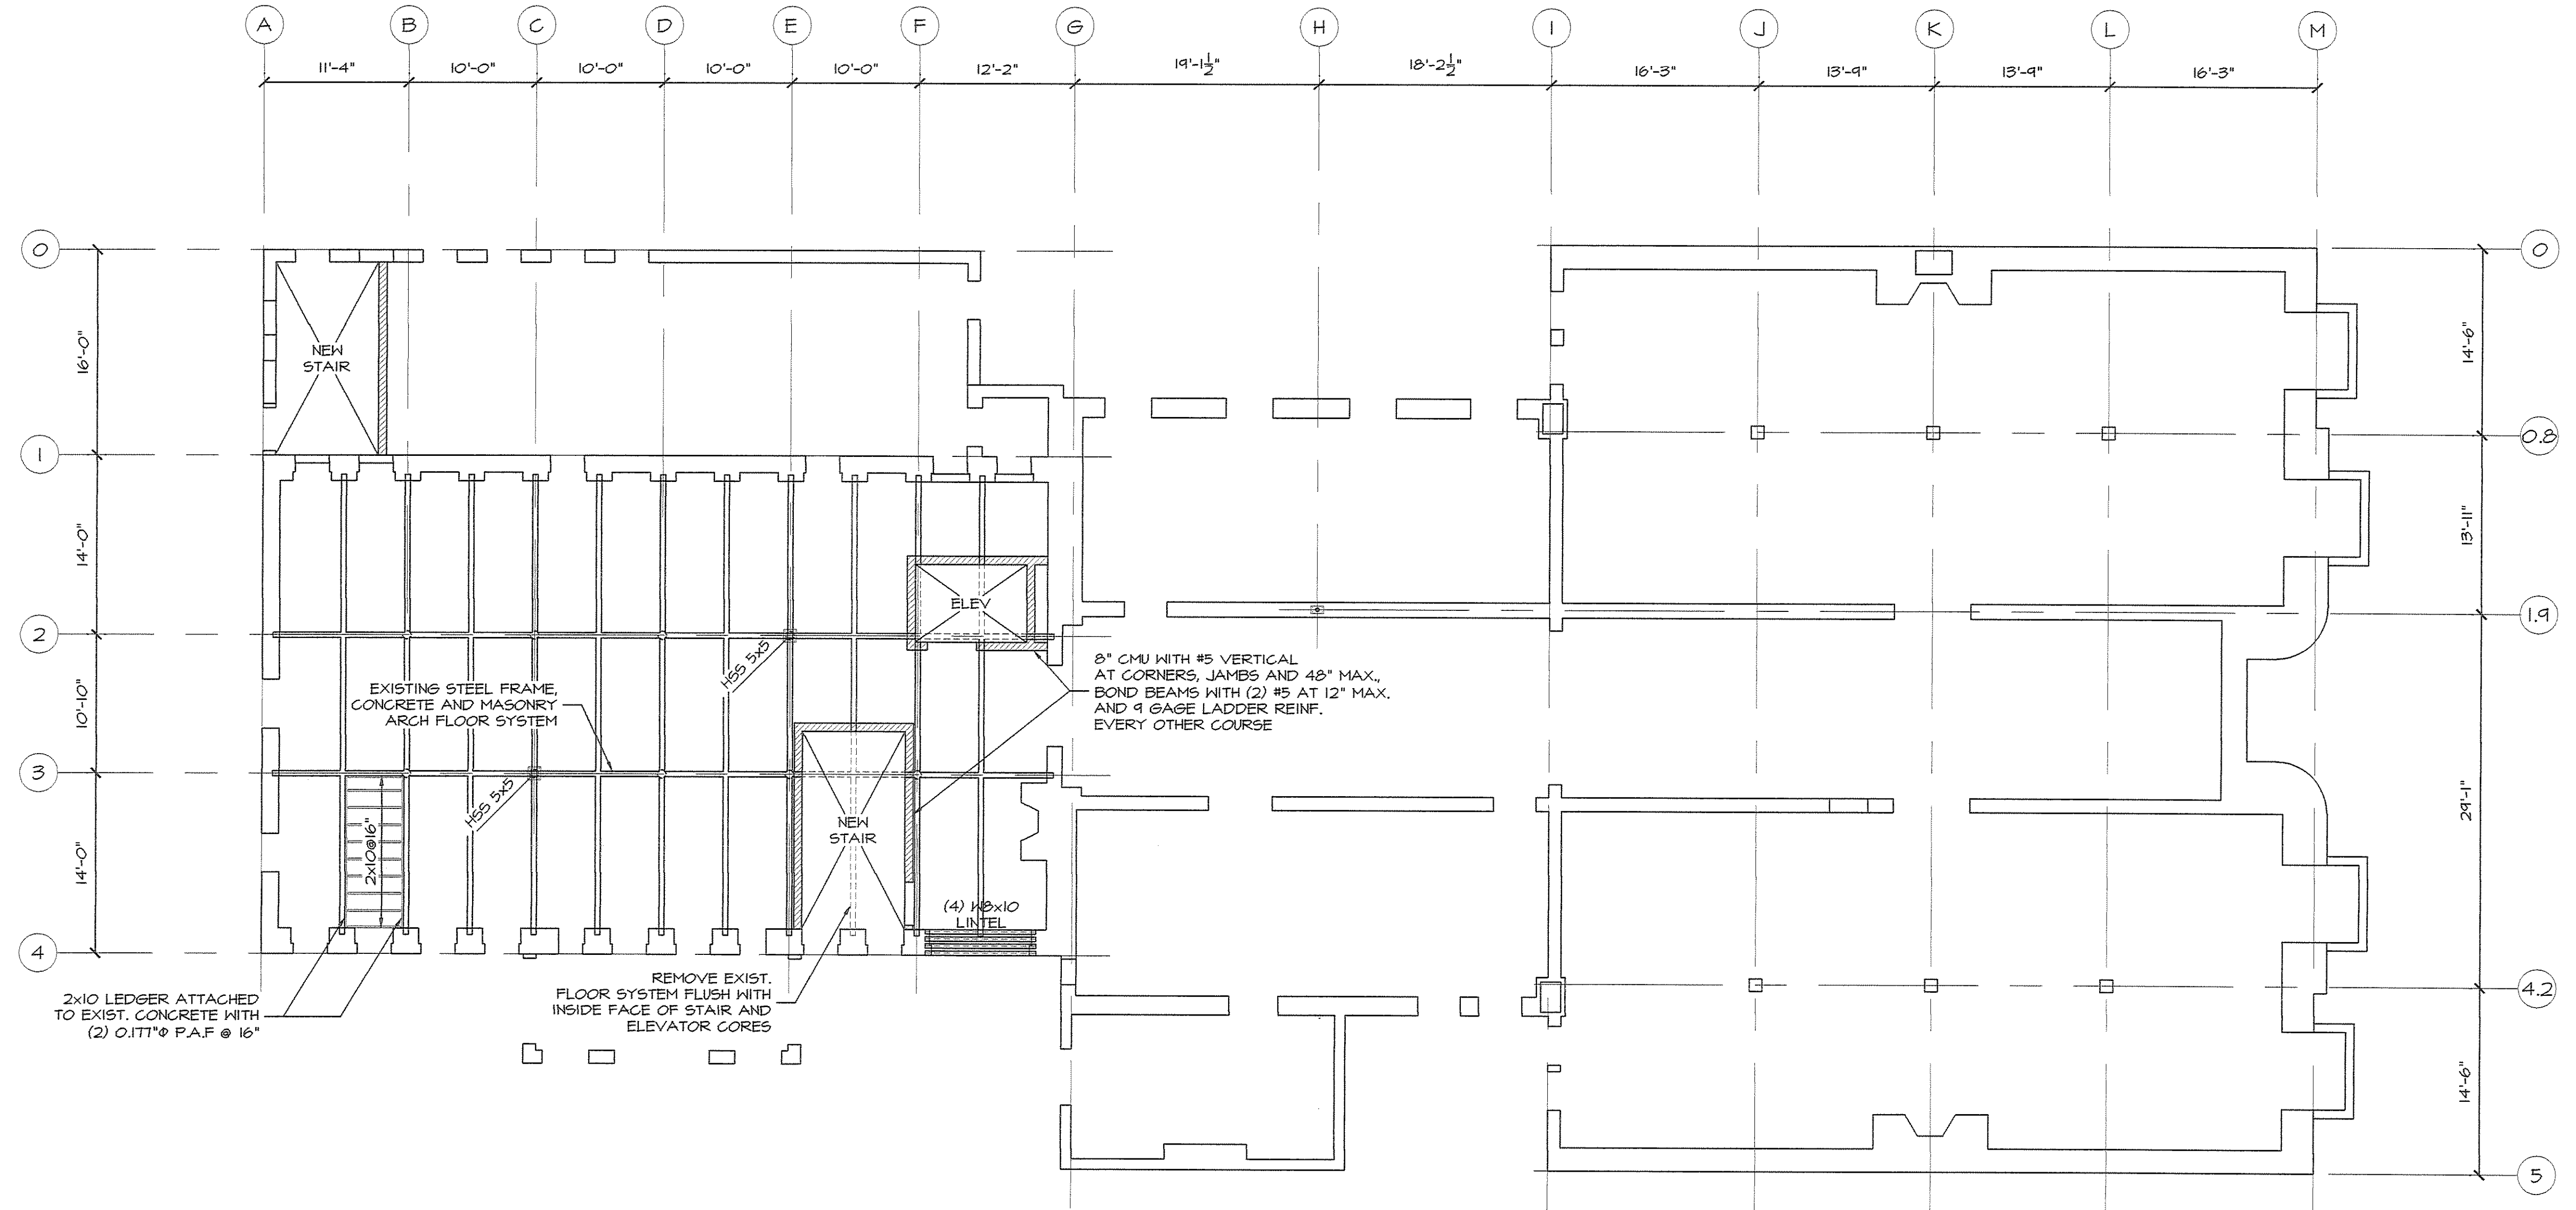 A B C D E F G H I J K L M
11'-4" 10'-0" 10'-0" 10'-0" 10'-0" 12'-2" 19'-1½" 18'-2½" 16'-3" 13'-9" 13'-9" 16'-3"
0
0
16'-0"
14'-6"
NEW
STAIR
0.8
1
14'-0"
13'-11"
ELEV
1.9
2
HSS 5x5
8" CMU WITH #5 VERTICAL
AT CORNERS, JAMBS AND 48" MAX.,
BOND BEAMS WITH (2) #5 AT 12" MAX.
AND 9 GAGE LADDER REINF.
EVERY OTHER COURSE
EXISTING STEEL FRAME,
CONCRETE AND MASONRY
ARCH FLOOR SYSTEM
10'-10"
3
HSS 5x5
29'-1"
NEW
STAIR
2x10@16"
14'-0"
(4) W8x10
LINTEL
4
REMOVE EXIST.
FLOOR SYSTEM FLUSH WITH
INSIDE FACE OF STAIR AND
ELEVATOR CORES
4.2
2x10 LEDGER ATTACHED
TO EXIST. CONCRETE WITH
(2) 0.177"Φ P.A.F @ 16"
14'-6"
5